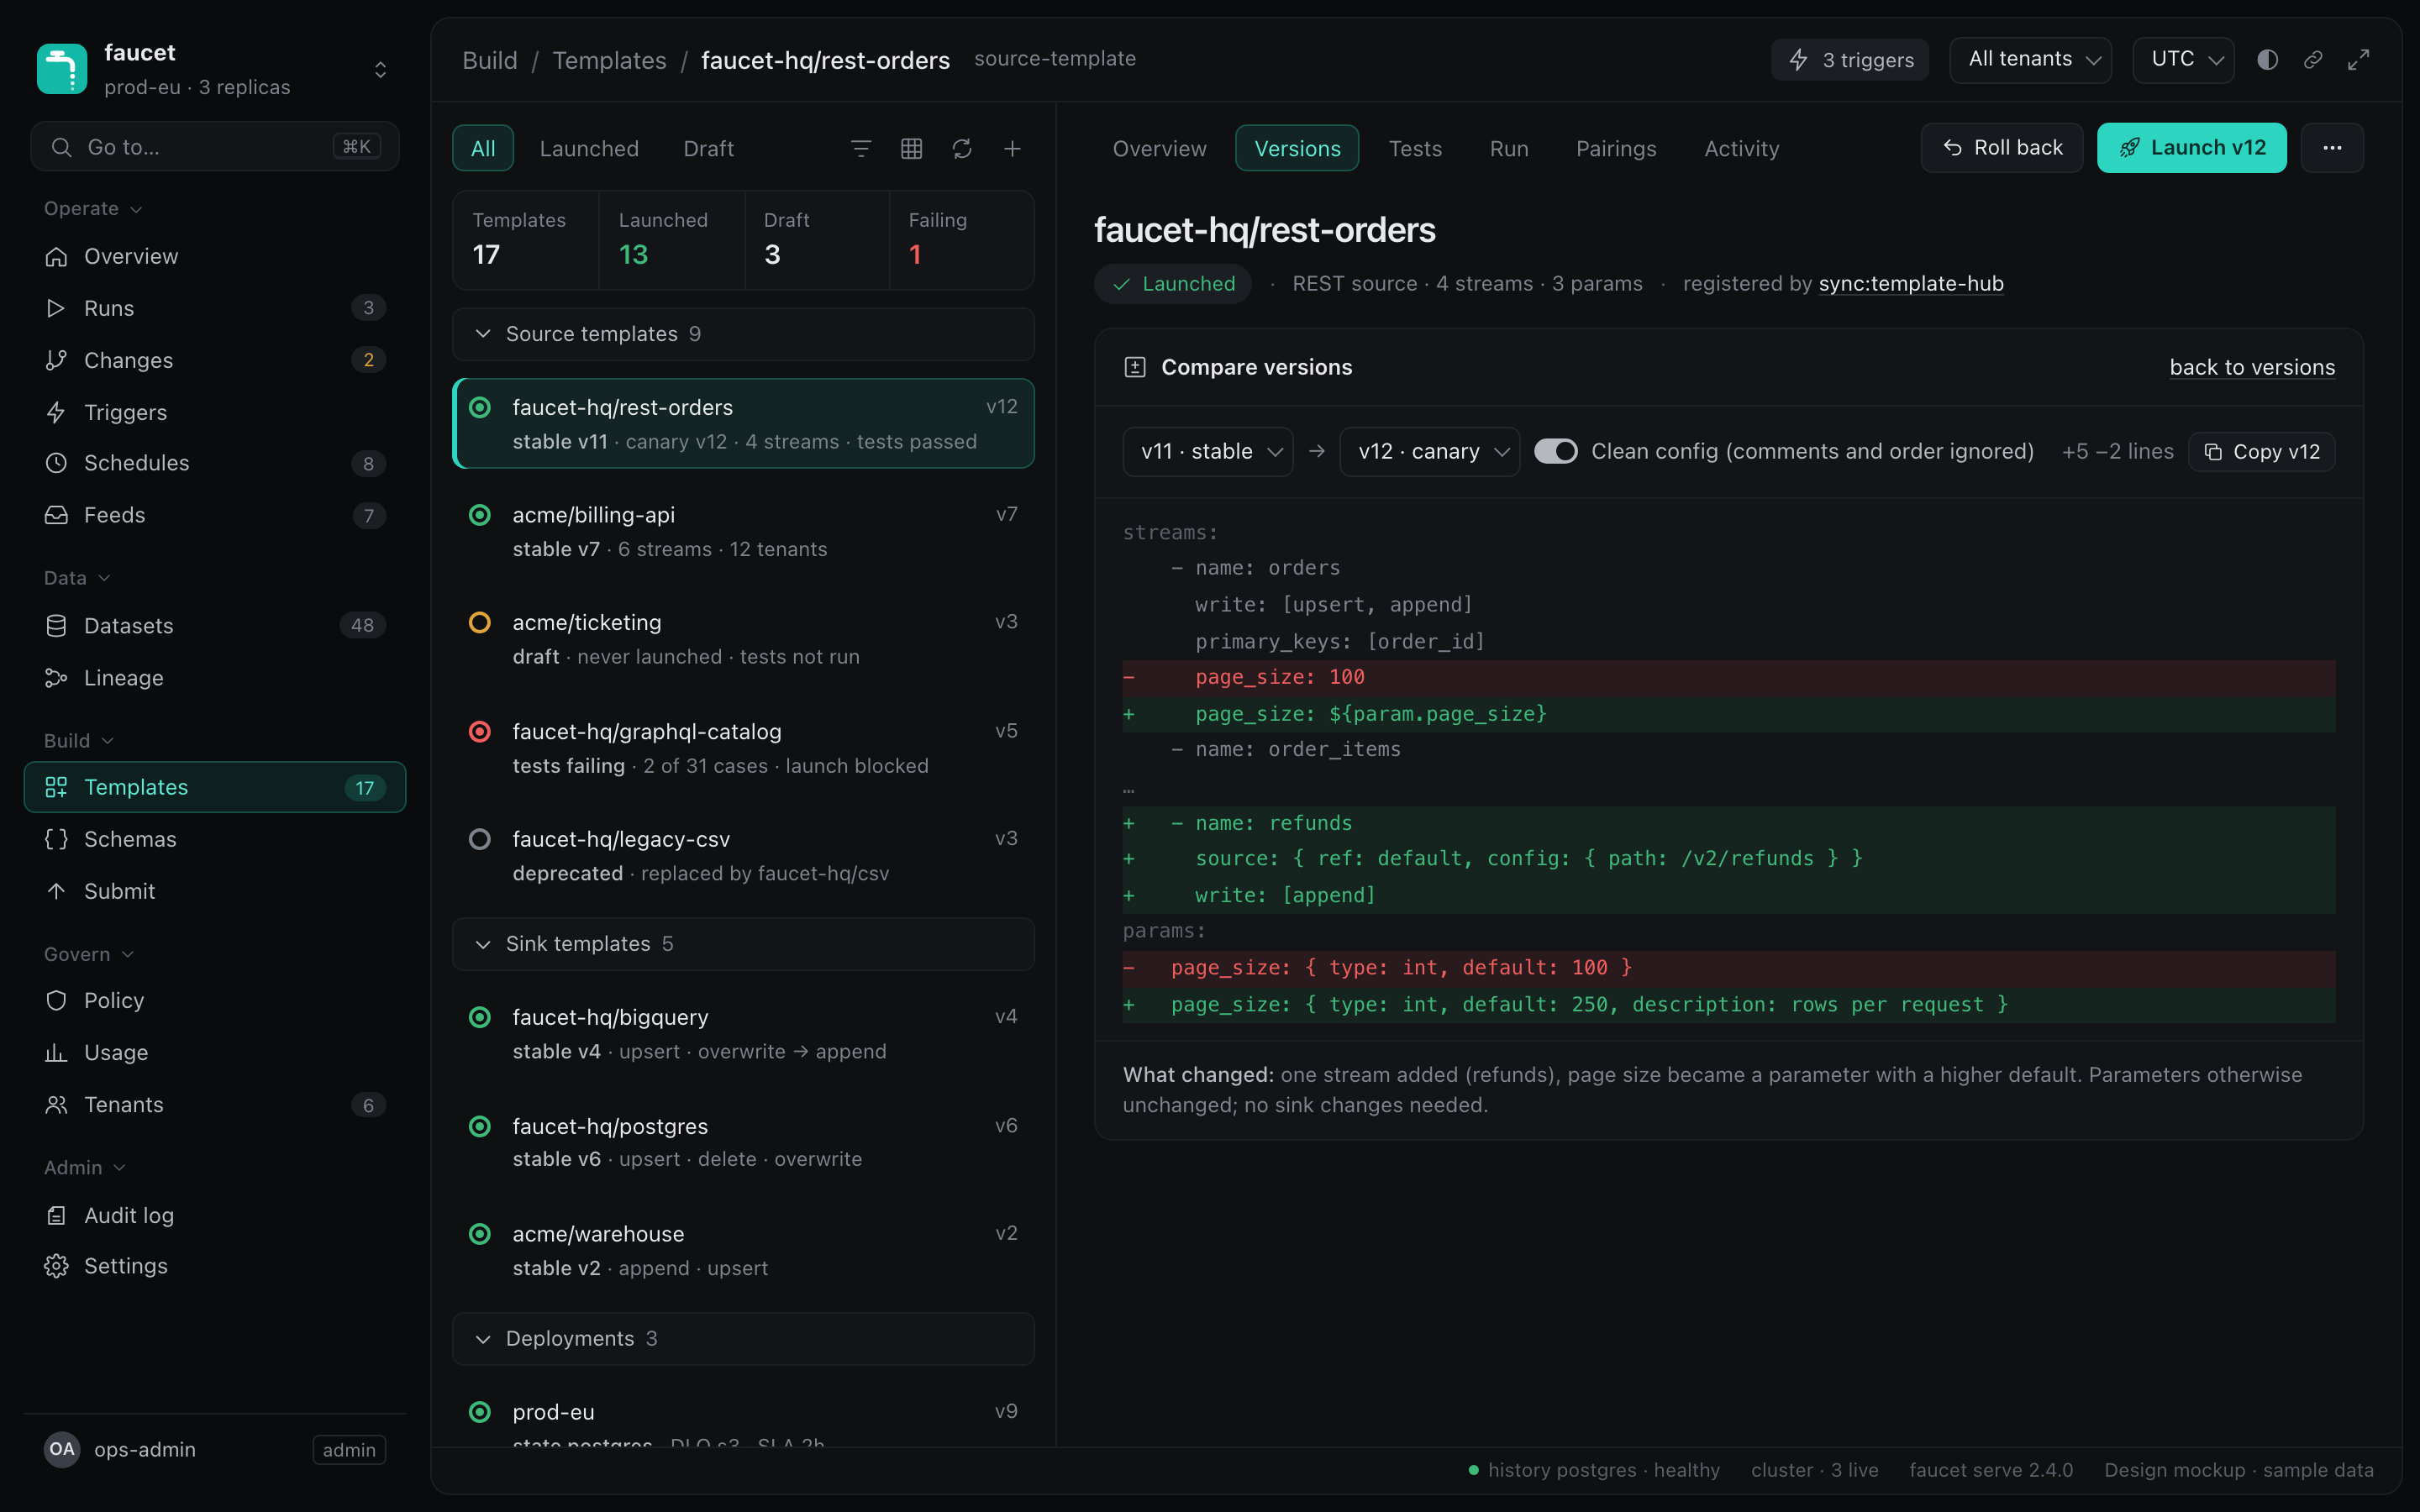 faucet
prod-eu · 3 replicas
Go to...
⌘K
Operate
Overview
Runs 3
Changes 2
Triggers
Schedules 8
Feeds 7
Data
Datasets 48
Lineage
Build
Templates 17
Schemas
Submit
Govern
Policy
Usage
Tenants 6
Admin
Audit log
Settings
OA ops-admin admin
Build / Templates / faucet-hq/rest-orders source-template
3 triggers
All tenants
UTC
All Launched Draft
Templates 17
Launched 13
Draft 3
Failing 1
Source templates 9
faucet-hq/rest-orders v12
stable v11 · canary v12 · 4 streams · tests passed
acme/billing-api v7
stable v7 · 6 streams · 12 tenants
acme/ticketing v3
draft · never launched · tests not run
faucet-hq/graphql-catalog v5
tests failing · 2 of 31 cases · launch blocked
faucet-hq/legacy-csv v3
deprecated · replaced by faucet-hq/csv
Sink templates 5
faucet-hq/bigquery v4
stable v4 · upsert · overwrite → append
faucet-hq/postgres v6
stable v6 · upsert · delete · overwrite
acme/warehouse v2
stable v2 · append · upsert
Deployments 3
prod-eu v9
state postgres · DLQ s3 · SLA 2h
Overview Versions Tests Run Pairings Activity
Roll back
Launch v12
faucet-hq/rest-orders
Launched · REST source · 4 streams · 3 params · registered by sync:template-hub
Compare versions
back to versions
v11 · stable → v12 · canary Clean config (comments and order ignored) +5 −2 lines Copy v12
streams:
− name: orders
write: [upsert, append]
primary_keys: [order_id]
− page_size: 100
+ page_size: ${param.page_size}
− name: order_items
…
+ − name: refunds
+ source: { ref: default, config: { path: /v2/refunds } }
+ write: [append]
params:
− page_size: { type: int, default: 100 }
+ page_size: { type: int, default: 250, description: rows per request }
What changed: one stream added (refunds), page size became a parameter with a higher default. Parameters otherwise
unchanged; no sink changes needed.
history postgres · healthy
cluster · 3 live
faucet serve 2.4.0
Design mockup · sample data